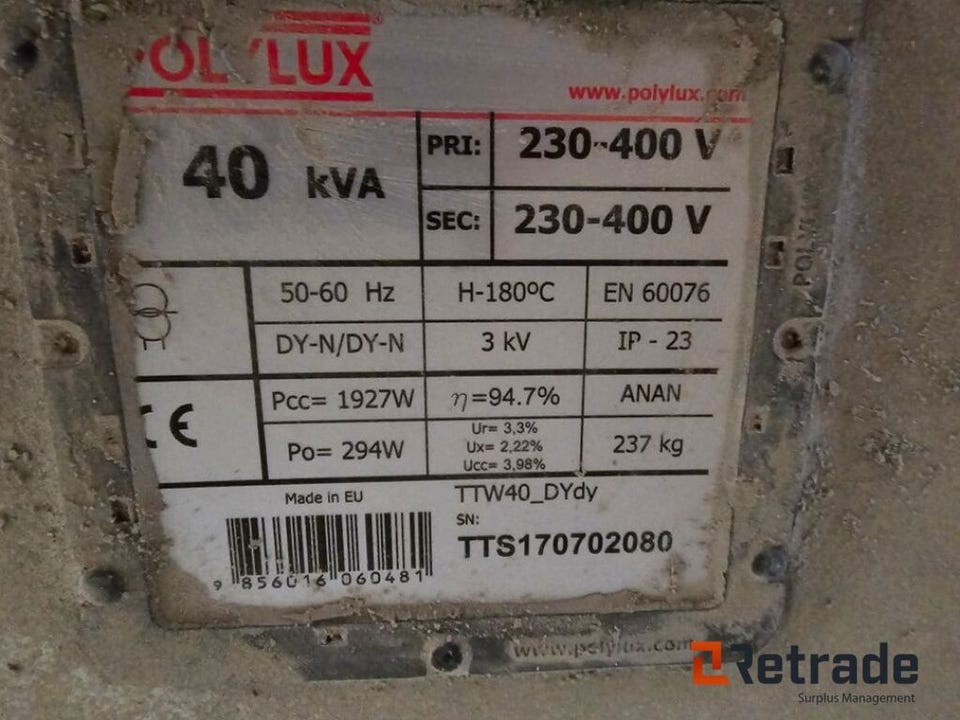 POLYLUX
www.polylux.com
40 kVA
PRI: 230-400 V
SEC: 230-400 V
50-60 Hz H-180ºC EN 60076
DY-N/DY-N 3 kV IP - 23
CE
Pcc= 1927W η=94.7% ANAN
Po= 294W
Ur= 3,3%
Ux= 2,22%
Ucc= 3,98%
237 kg
Made in EU TTW40_DYdy
SN:
TTS170702080
9 856016 060481
www.polylux.com
Retrade
Surplus Management